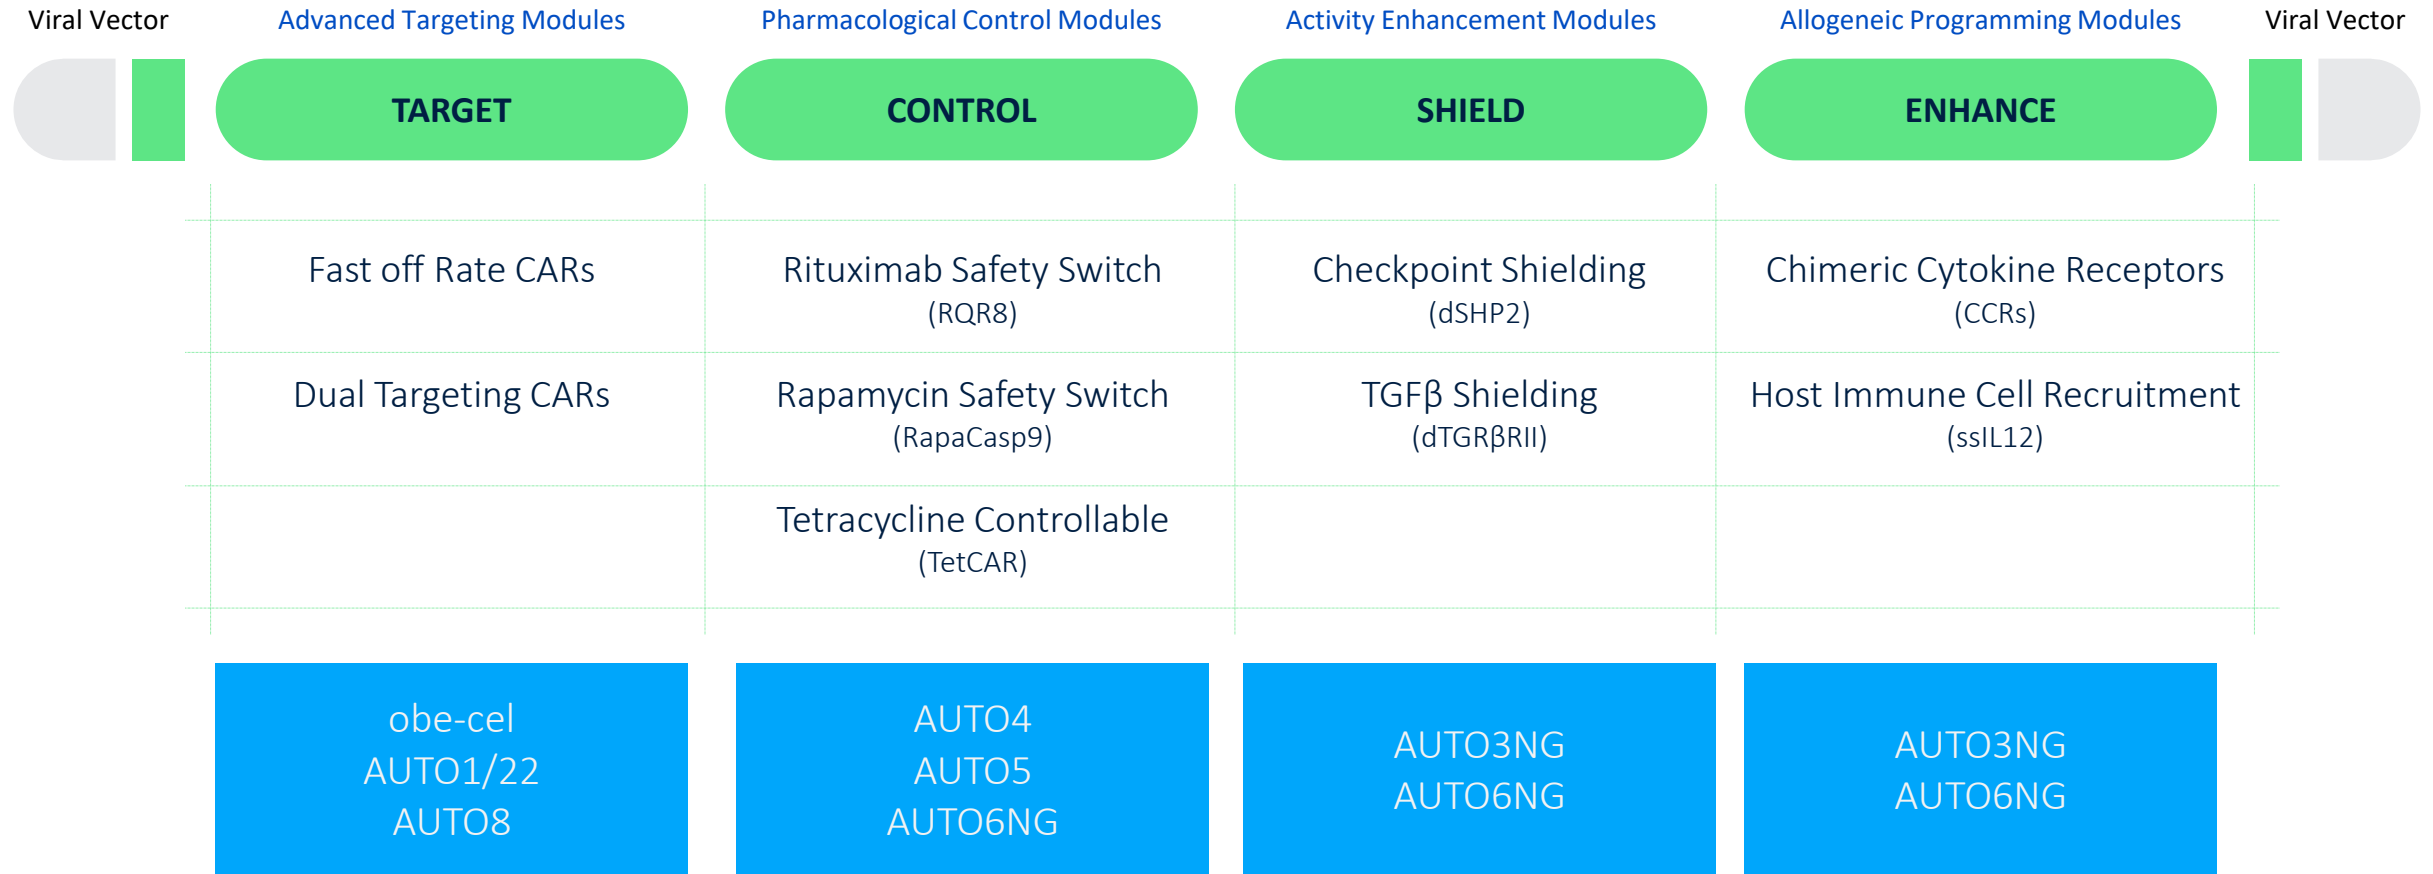 Viral Vector
Advanced Targeting Modules
Pharmacological Control Modules
Activity Enhancement Modules
Allogeneic Programming Modules
Viral Vector
TARGET
CONTROL
SHIELD
ENHANCE
Fast off Rate CARs
Rituximab Safety Switch
(RQR8)
Checkpoint Shielding
(dSHP2)
Chimeric Cytokine Receptors
(CCRs)
Dual Targeting CARs
Rapamycin Safety Switch
(RapaCasp9)
TGFβ Shielding
(dTGRβRII)
Host Immune Cell Recruitment
(ssIL12)
Tetracycline Controllable
(TetCAR)
obe-cel
AUTO1/22
AUTO8
AUTO4
AUTO5
AUTO6NG
AUTO3NG
AUTO6NG
AUTO3NG
AUTO6NG